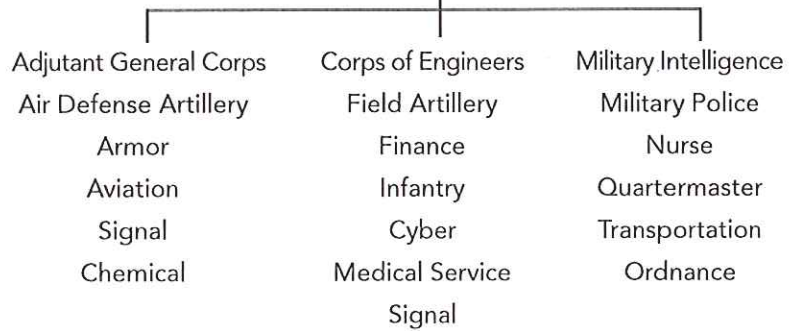 Adjutant General Corps
Air Defense Artillery
Armor
Aviation
Signal
Chemical
Corps of Engineers
Field Artillery
Finance
Infantry
Cyber
Medical Service
Signal
Military Intelligence
Military Police
Nurse
Quartermaster
Transportation
Ordnance